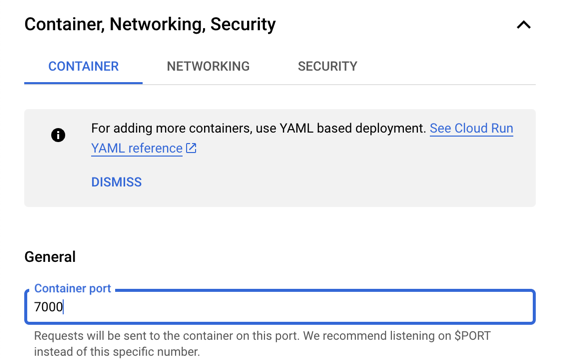 Container, Networking, Security
CONTAINER NETWORKING SECURITY
For adding more containers, use YAML based deployment. See Cloud Run
YAML reference
DISMISS
General
Container port
7000
Requests will be sent to the container on this port. We recommend listening on $PORT
instead of this specific number.